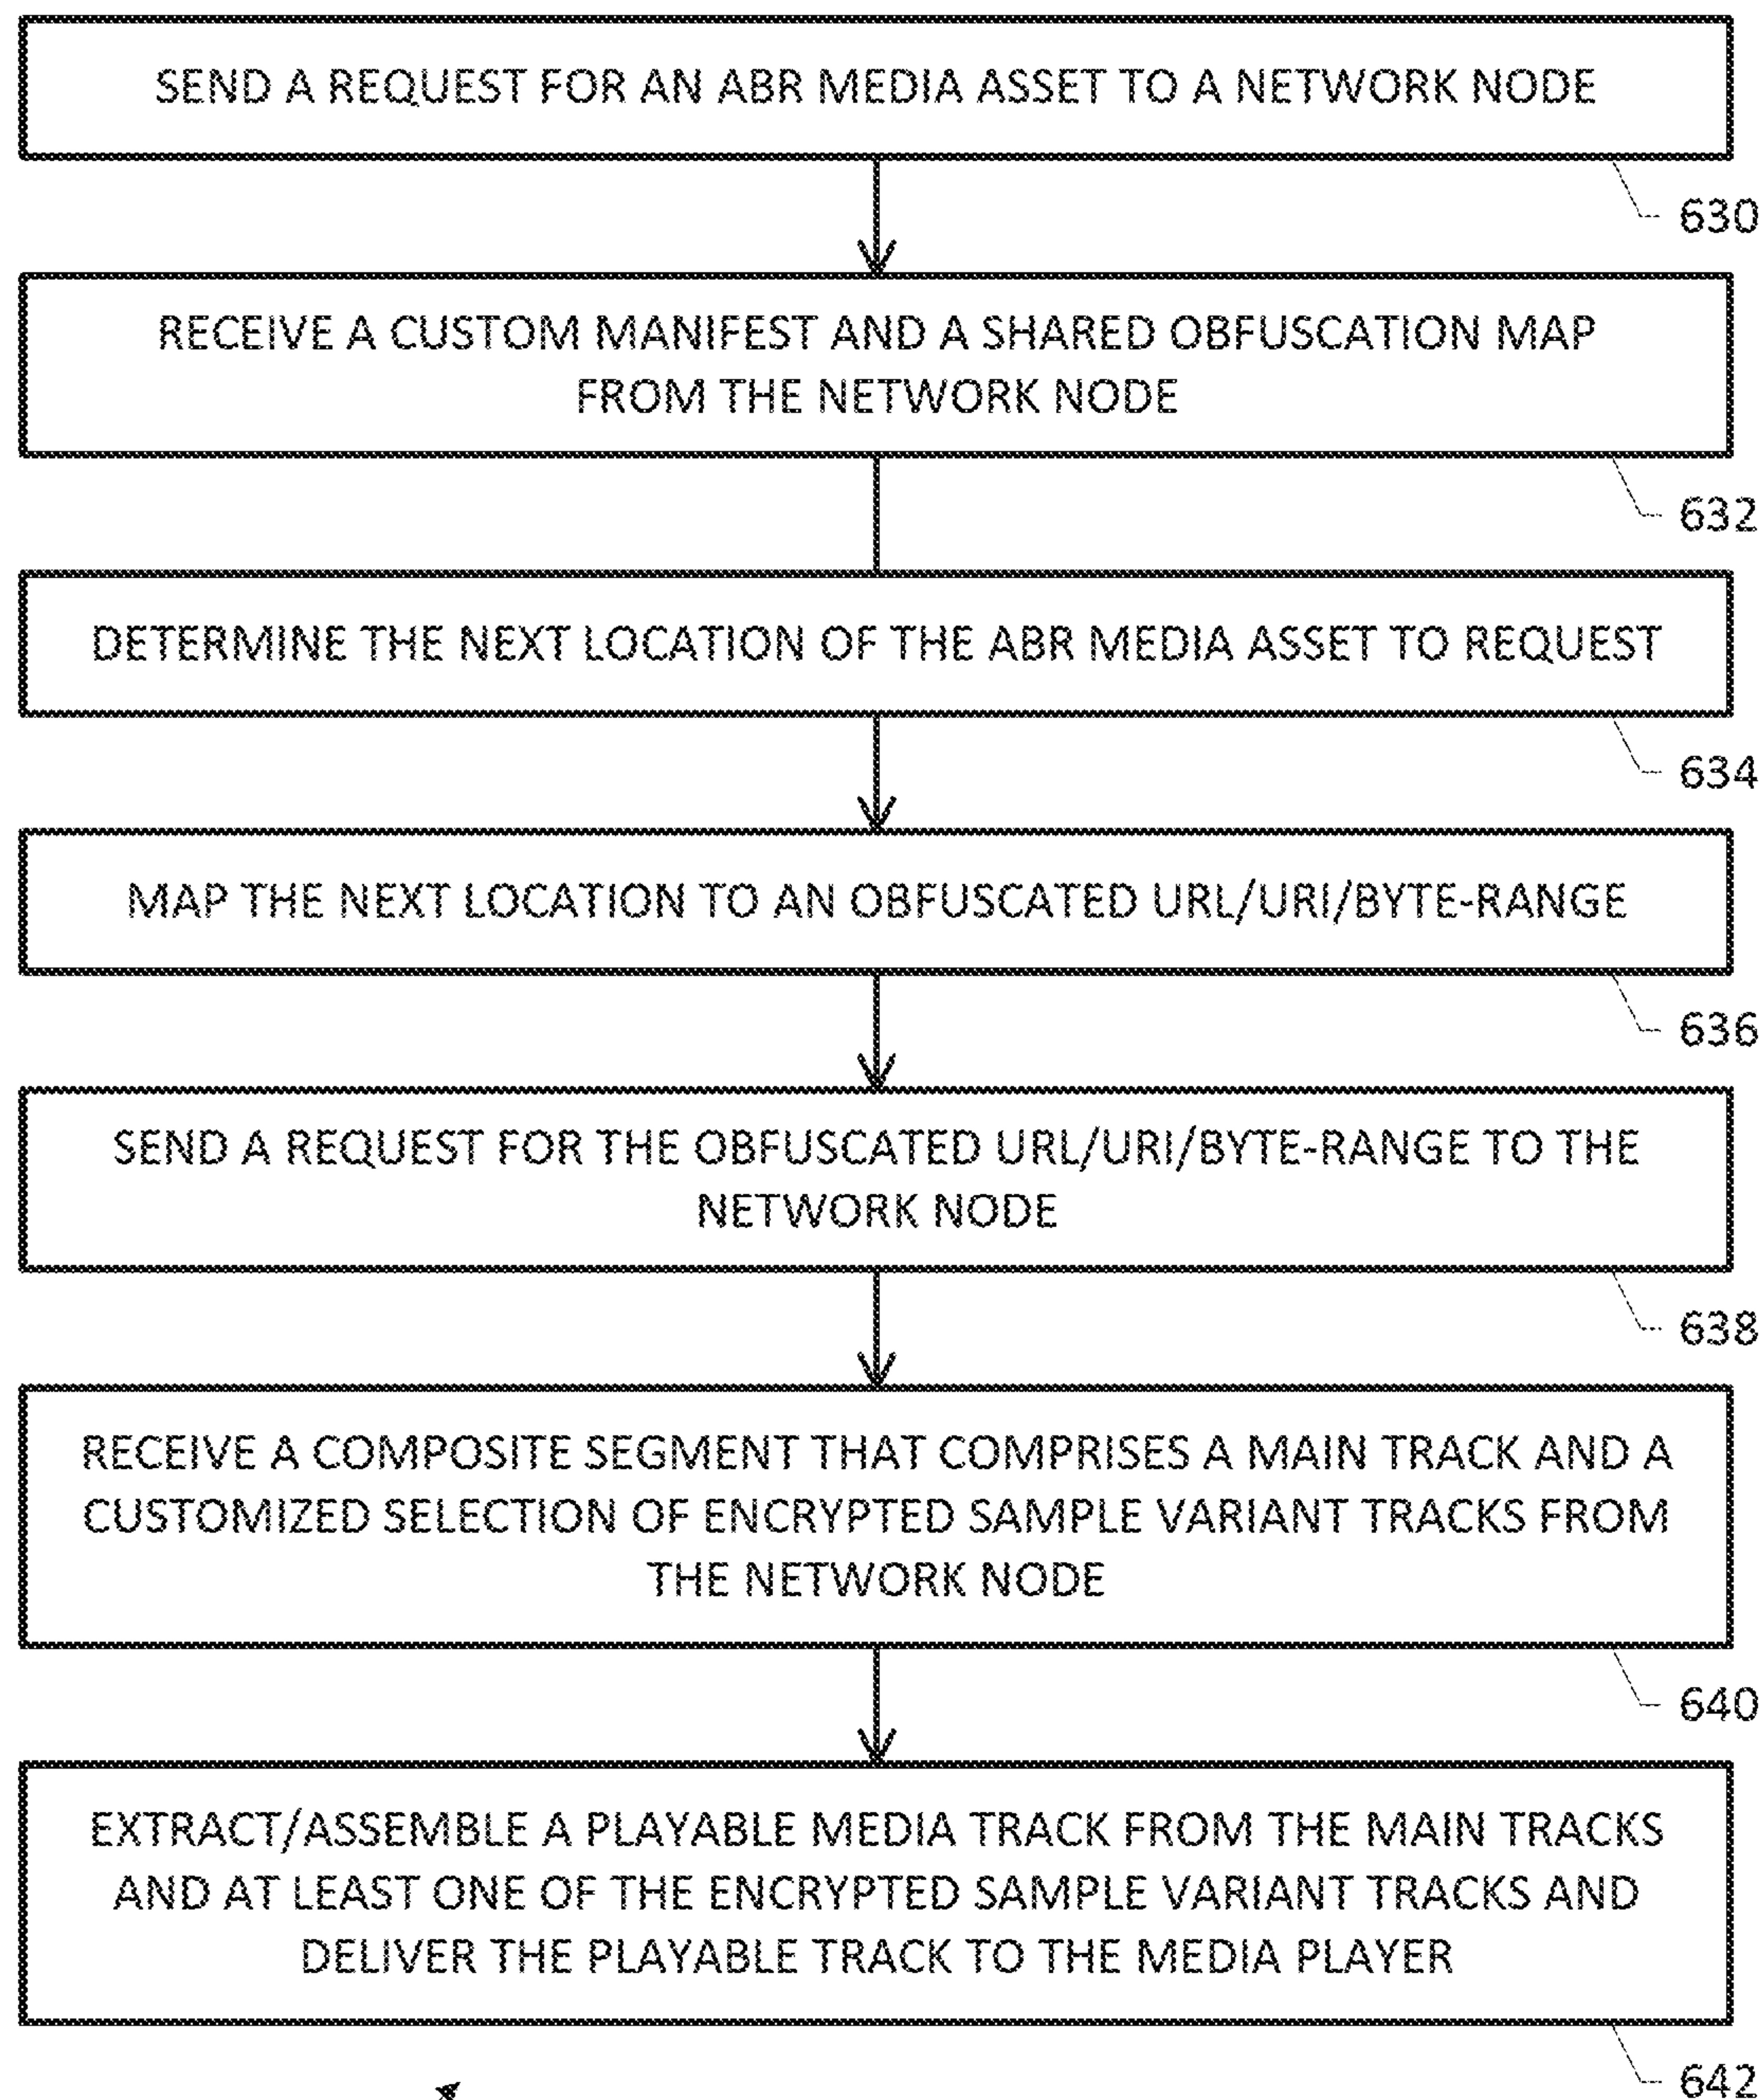 SEND A REQUEST FOR AN ABR MEDIA ASSET TO A NETWORK NODE
630
RECEIVE A CUSTOM MANIFEST AND A SHARED OBFUSCATION MAP
FROM THE NETWORK NODE
632
DETERMINE THE NEXT LOCATION OF THE ABR MEDIA ASSET TO REQUEST
634
MAP THE NEXT LOCATION TO AN OBFUSCATED URL/URI/BYTE-RANGE
636
SEND A REQUEST FOR THE OBFUSCATED URL/URI/BYTE-RANGE TO THE
NETWORK NODE
638
RECEIVE A COMPOSITE SEGMENT THAT COMPRISES A MAIN TRACK AND A
CUSTOMIZED SELECTION OF ENCRYPTED SAMPLE VARIANT TRACKS FROM
THE NETWORK NODE
640
EXTRACT/ASSEMBLE A PLAYABLE MEDIA TRACK FROM THE MAIN TRACKS
AND AT LEAST ONE OF THE ENCRYPTED SAMPLE VARIANT TRACKS AND
DELIVER THE PLAYABLE TRACK TO THE MEDIA PLAYER
642